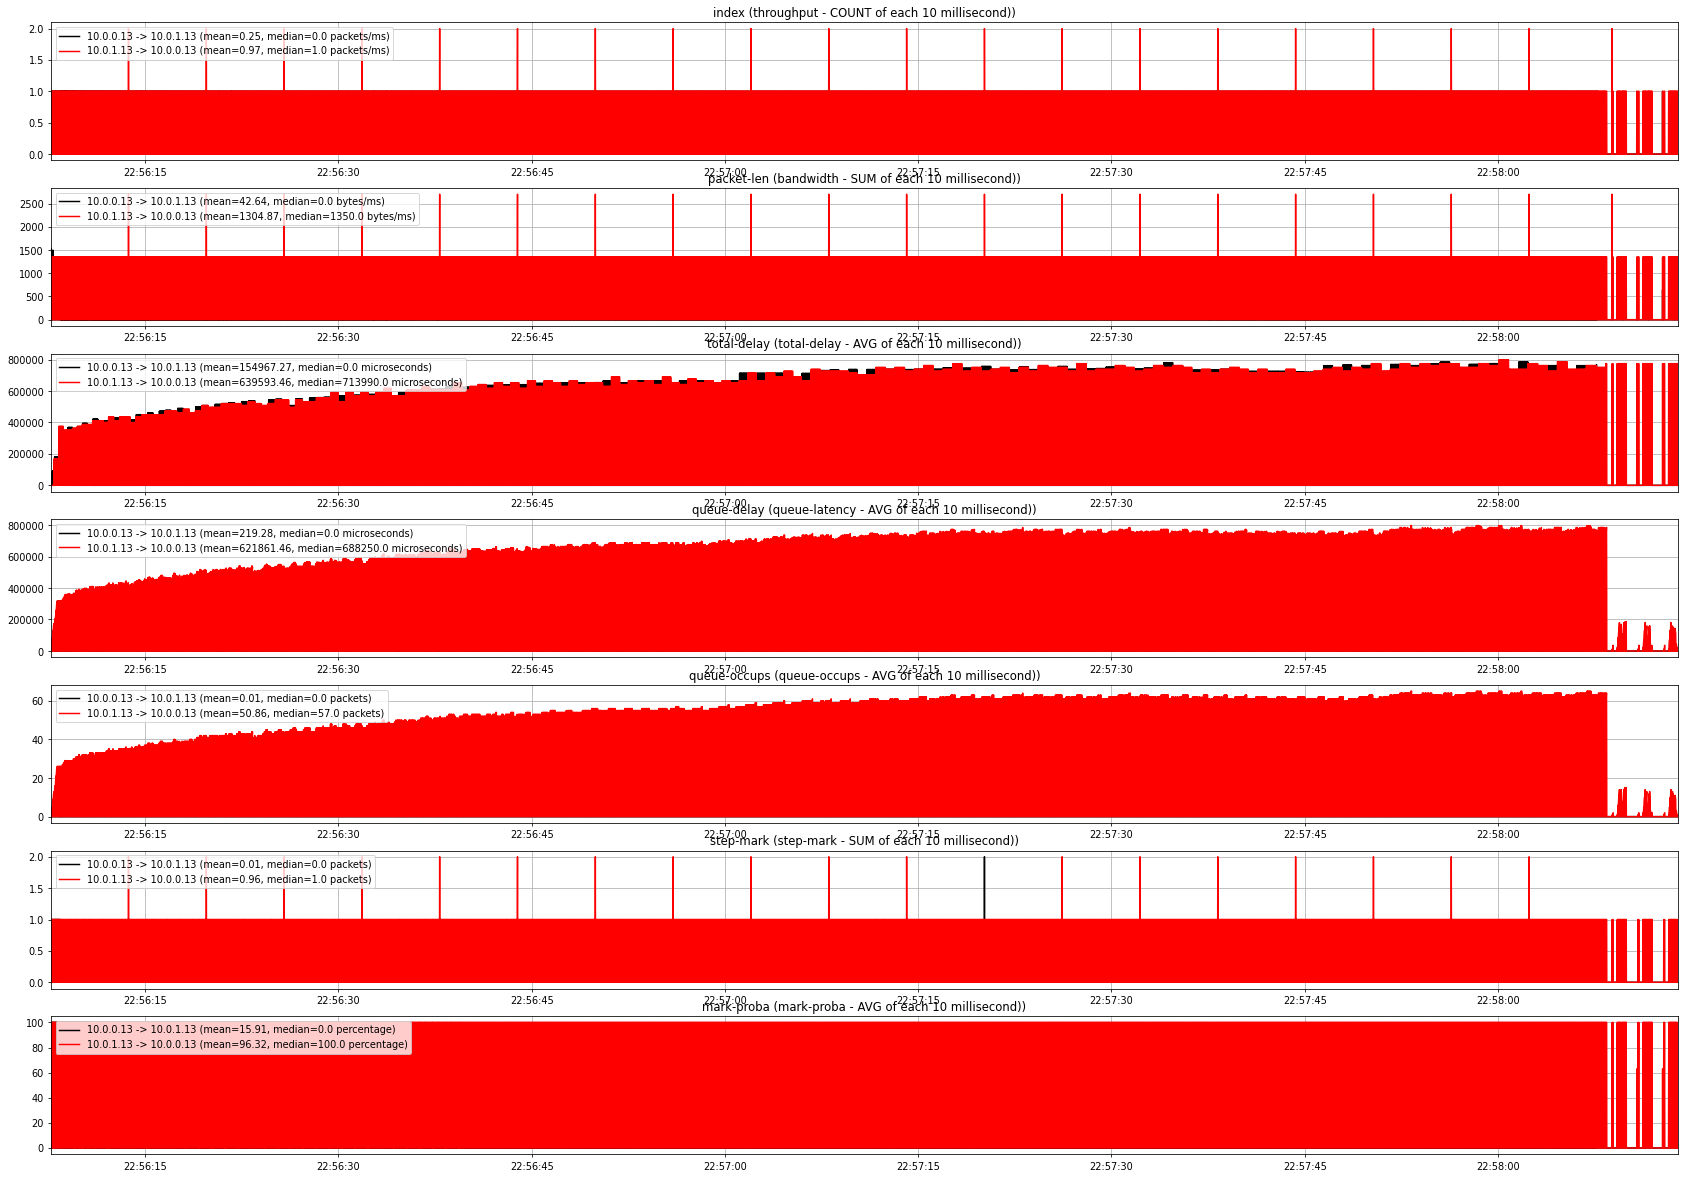 index (throughput - COUNT of each 10 millisecond))
2.0
1.5
1.0
0.5
0.0
10.0.0.13 -> 10.0.1.13 (mean=0.25, median=0.0 packets/ms)
10.0.1.13 -> 10.0.0.13 (mean=0.97, median=1.0 packets/ms)
22:56:15 22:56:30 22:56:45 22:57:00 22:57:15 22:57:30 22:57:45 22:58:00
packet-len (bandwidth - SUM of each 10 millisecond))
2500
2000
1500
1000
500
0
10.0.0.13 -> 10.0.1.13 (mean=42.64, median=0.0 bytes/ms)
10.0.1.13 -> 10.0.0.13 (mean=1304.87, median=1350.0 bytes/ms)
22:56:15 22:56:30 22:56:45 22:57:00 22:57:15 22:57:30 22:57:45 22:58:00
total-delay (total-delay - AVG of each 10 millisecond))
800000
600000
400000
200000
0
10.0.0.13 -> 10.0.1.13 (mean=154967.27, median=0.0 microseconds)
10.0.1.13 -> 10.0.0.13 (mean=639593.46, median=713990.0 microseconds)
22:56:15 22:56:30 22:56:45 22:57:00 22:57:15 22:57:30 22:57:45 22:58:00
queue-delay (queue-latency - AVG of each 10 millisecond))
800000
600000
400000
200000
0
10.0.0.13 -> 10.0.1.13 (mean=219.28, median=0.0 microseconds)
10.0.1.13 -> 10.0.0.13 (mean=621861.46, median=688250.0 microseconds)
22:56:15 22:56:30 22:56:45 22:57:00 22:57:15 22:57:30 22:57:45 22:58:00
queue-occups (queue-occups - AVG of each 10 millisecond))
60
40
20
0
10.0.0.13 -> 10.0.1.13 (mean=0.01, median=0.0 packets)
10.0.1.13 -> 10.0.0.13 (mean=50.86, median=57.0 packets)
22:56:15 22:56:30 22:56:45 22:57:00 22:57:15 22:57:30 22:57:45 22:58:00
step-mark (step-mark - SUM of each 10 millisecond))
2.0
1.5
1.0
0.5
0.0
10.0.0.13 -> 10.0.1.13 (mean=0.01, median=0.0 packets)
10.0.1.13 -> 10.0.0.13 (mean=0.96, median=1.0 packets)
22:56:15 22:56:30 22:56:45 22:57:00 22:57:15 22:57:30 22:57:45 22:58:00
mark-proba (mark-proba - AVG of each 10 millisecond))
100
80
60
40
20
0
10.0.0.13 -> 10.0.1.13 (mean=15.91, median=0.0 percentage)
10.0.1.13 -> 10.0.0.13 (mean=96.32, median=100.0 percentage)
22:56:15 22:56:30 22:56:45 22:57:00 22:57:15 22:57:30 22:57:45 22:58:00